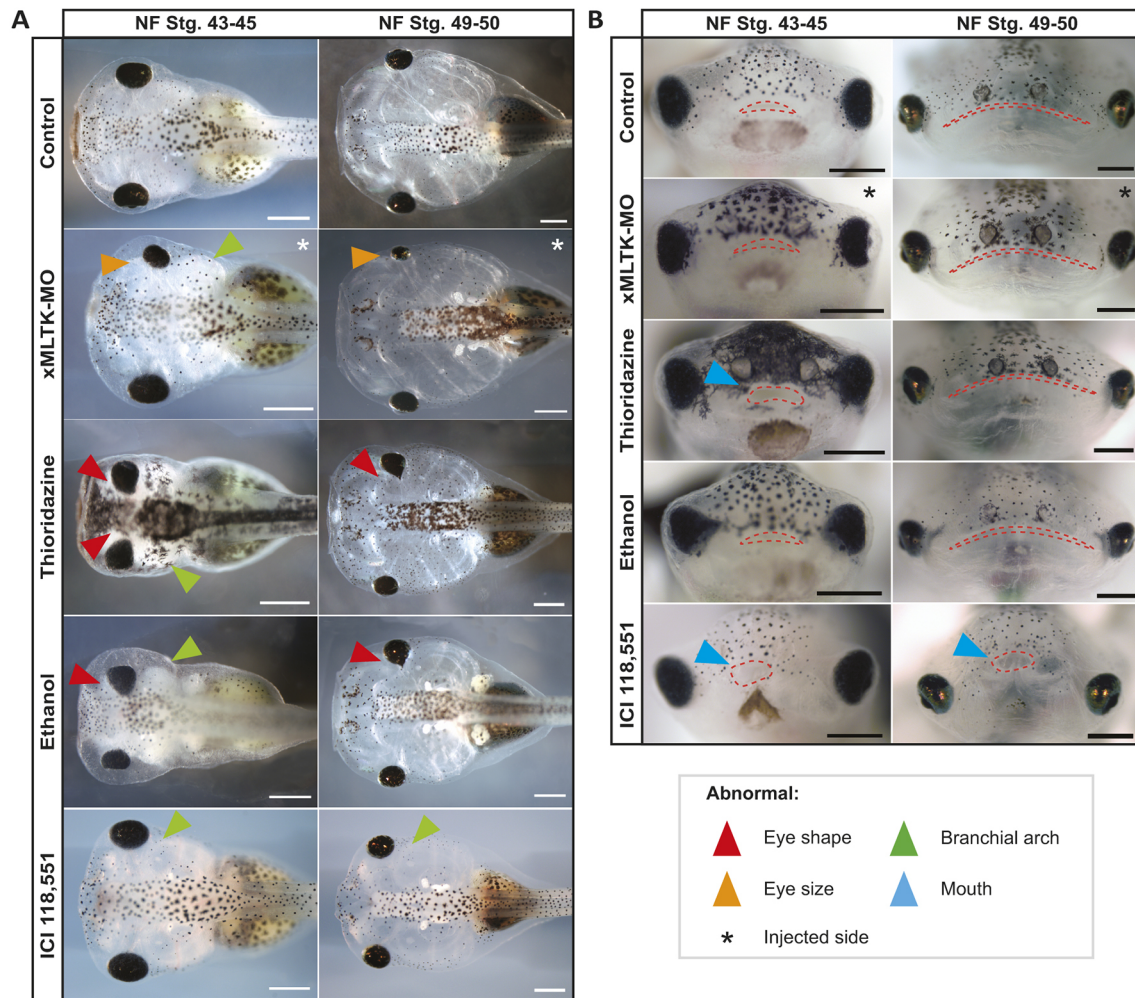 A
NF Stg. 43-45
NF Stg. 49-50
Control
xMLTK-MO
*
*
Thioridazine
Ethanol
ICI 118,551
B
NF Stg. 43-45
NF Stg. 49-50
Control
xMLTK-MO
*
*
Thioridazine
Ethanol
ICI 118,551
Abnormal:
Eye shape
Branchial arch
Eye size
Mouth
* Injected side